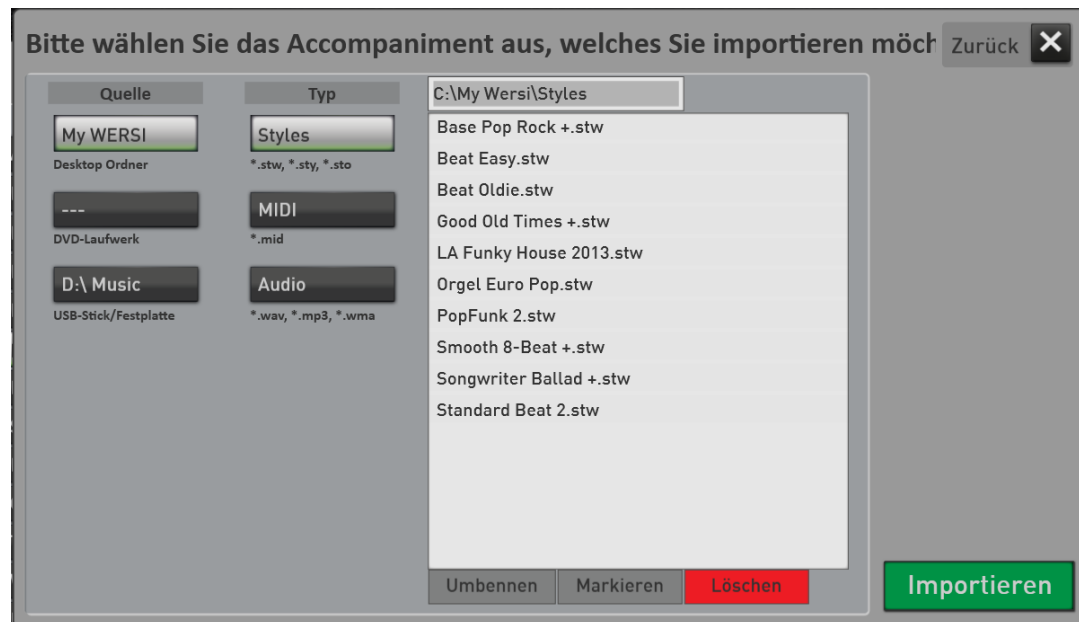 Bitte wählen Sie das Accompaniment aus, welches Sie importieren möch
Zurück
Quelle
Typ
My WERSI
Desktop Ordner
Styles
*.stw, *.sty, *.sto
---
DVD-Laufwerk
MIDI
*.mid
D:\ Music
USB-Stick/Festplatte
Audio
*.wav, *.mp3, *.wma
C:\My Wersi\Styles
Base Pop Rock +.stw
Beat Easy.stw
Beat Oldie.stw
Good Old Times +.stw
LA Funky House 2013.stw
Orgel Euro Pop.stw
PopFunk 2.stw
Smooth 8-Beat +.stw
Songwriter Ballad +.stw
Standard Beat 2.stw
Umbennen
Markieren
Löschen
Importieren